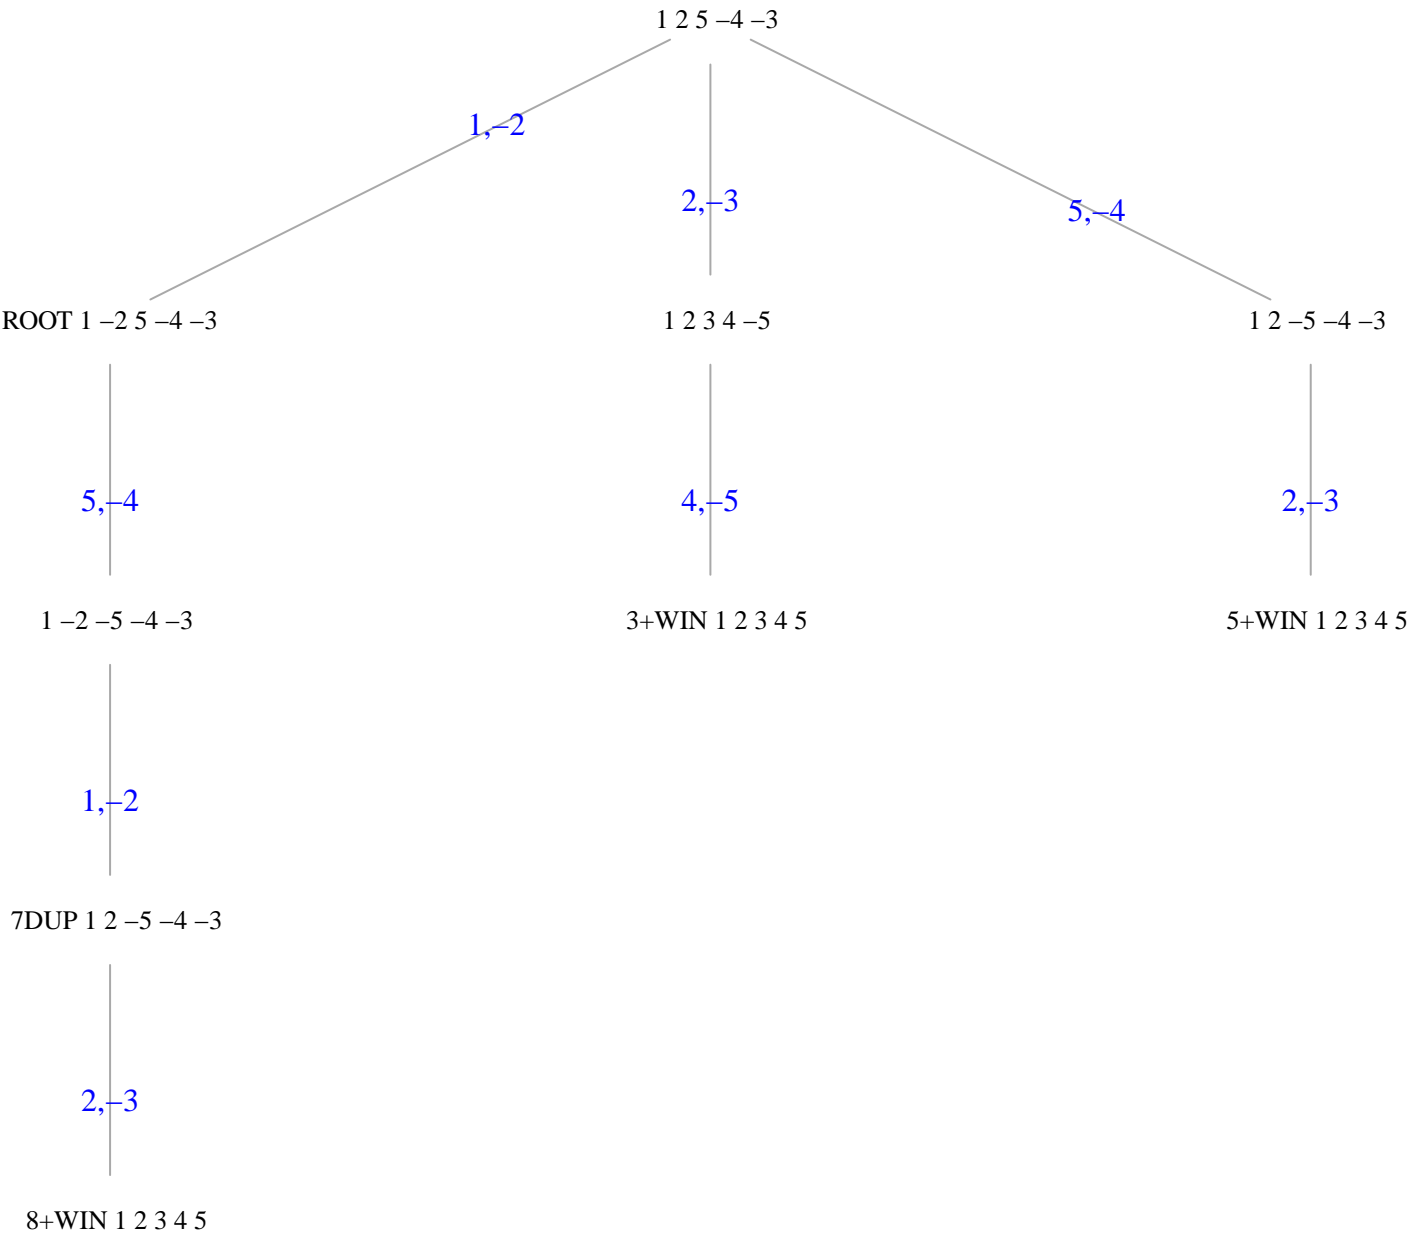 1 2 5 –4 –3
1,–2
2,–3
5,–4
ROOT 1 –2 5 –4 –3
1 2 3 4 –5
1 2 –5 –4 –3
5,–4
4,–5
2,–3
1 –2 –5 –4 –3
3+WIN 1 2 3 4 5
5+WIN 1 2 3 4 5
1,–2
7DUP 1 2 –5 –4 –3
2,–3
8+WIN 1 2 3 4 5